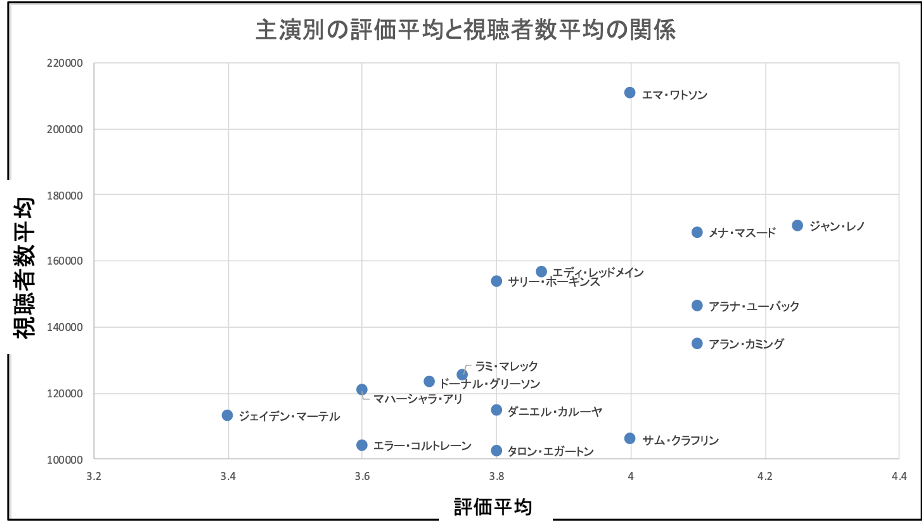 主演別の評価平均と視聴者数平均の関係
視聴者数平均
220000
200000
180000
160000
140000
120000
100000
エマ・ワトソン
ジャン・レノ
メナ・マスード
エディ・レッドメイン
サリー・ホーキンス
アラナ・ユーバック
アラン・カミング
ラミ・マレック
ドーナル・グリーソン
マハーシャラ・アリ
ダニエル・カルーヤ
ジェイデン・マーテル
エラー・コルトレーン
サム・クラフリン
タロン・エガートン
3.2 3.4 3.6 3.8 4 4.2 4.4
評価平均